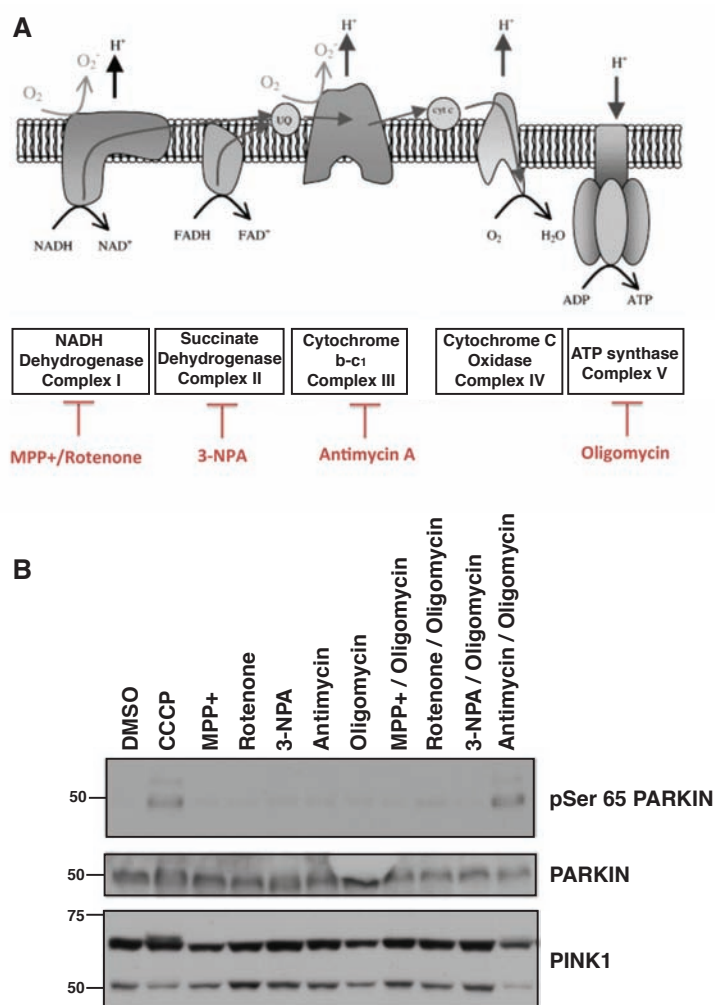 A
H⁺
O₂⁻
O₂
H⁺
O₂⁻
O₂
H⁺
H⁺
UQ
cyt c
NADH
NAD⁺
FADH
FAD⁺
O₂
H₂O
ADP
ATP
NADH
Dehydrogenase
Complex I
Succinate
Dehydrogenase
Complex II
Cytochrome
b-c₁
Complex III
Cytochrome C
Oxidase
Complex IV
ATP synthase
Complex V
MPP+/Rotenone
3-NPA
Antimycin A
Oligomycin
B
DMSO
CCCP
MPP+
Rotenone
3-NPA
Antimycin
Oligomycin
MPP+ / Oligomycin
Rotenone / Oligomycin
3-NPA / Oligomycin
Antimycin / Oligomycin
50
pSer 65 PARKIN
50
PARKIN
75
PINK1
50